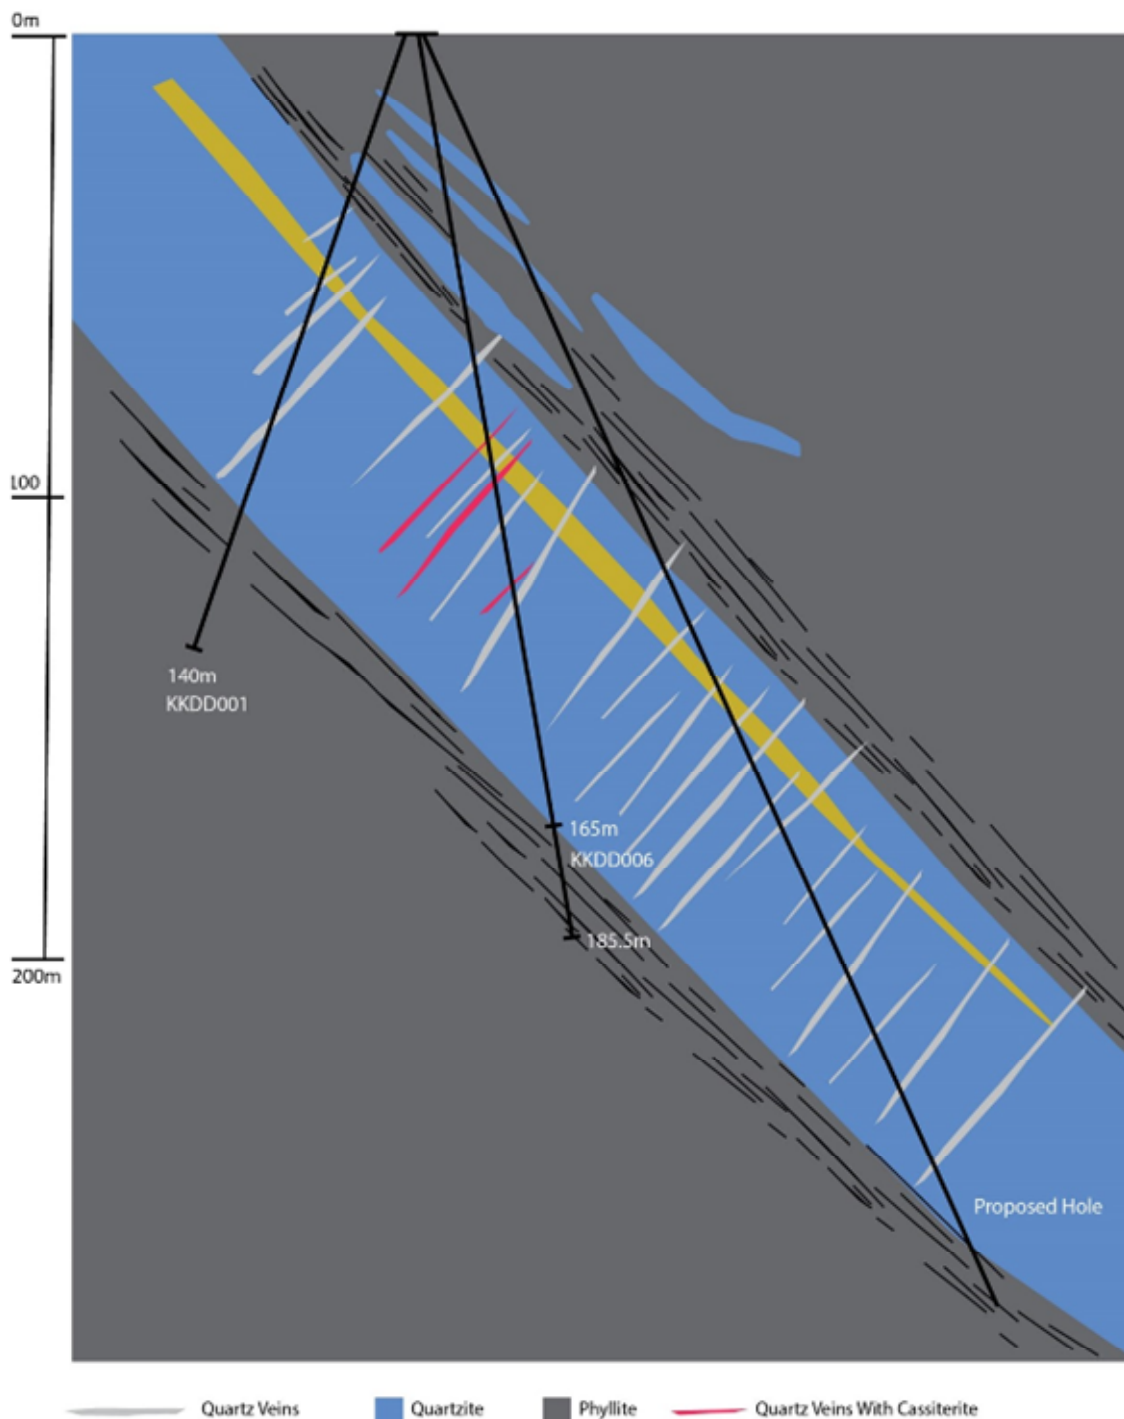 0m
100
200m
140m
KKDD001
165m
KKDD006
185.5m
Proposed Hole
Quartz Veins
Quartzite
Phyllite
Quartz Veins With Cassiterite